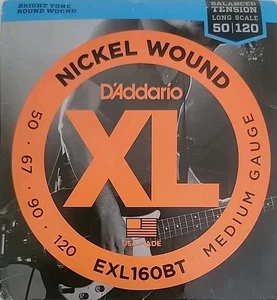 BRIGHT TONE
ROUND WOUND
BALANCED
TENSION
LONG SCALE
50|120
NICKEL WOUND
D'Addario
XL
50 • 67 • 90 • 120
MEDIUM GAUGE
USA MADE
EXL160BT